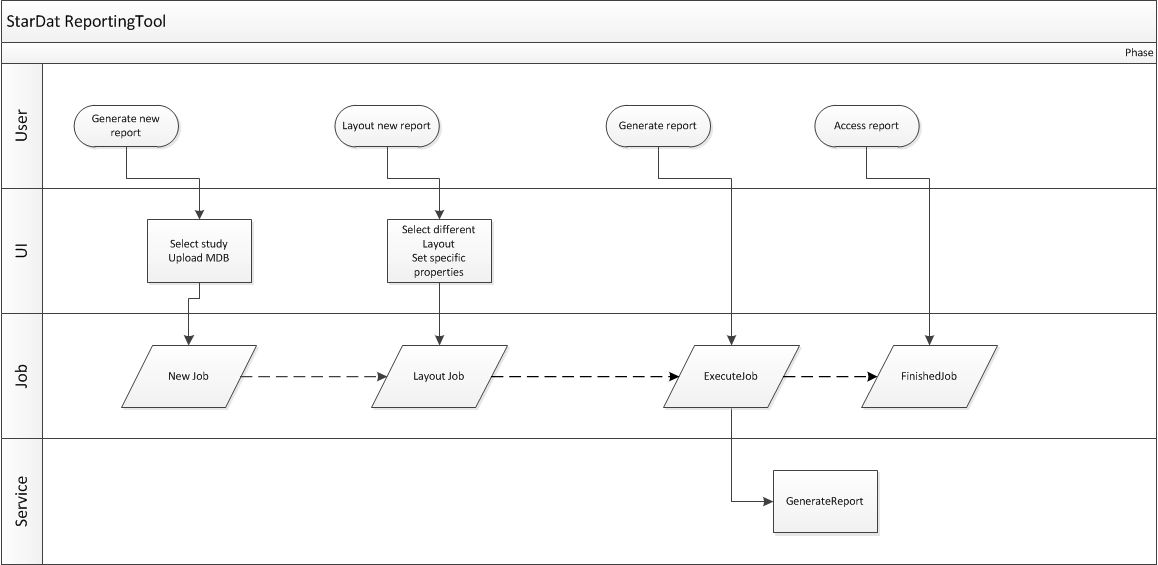 StarDat ReportingTool
Phase
User
Generate new
report
Layout new report
Generate report
Access report
UI
Select study
Upload MDB
Select different
Layout
Set specific
properties
Job
New Job
Layout Job
ExecuteJob
FinishedJob
Service
GenerateReport